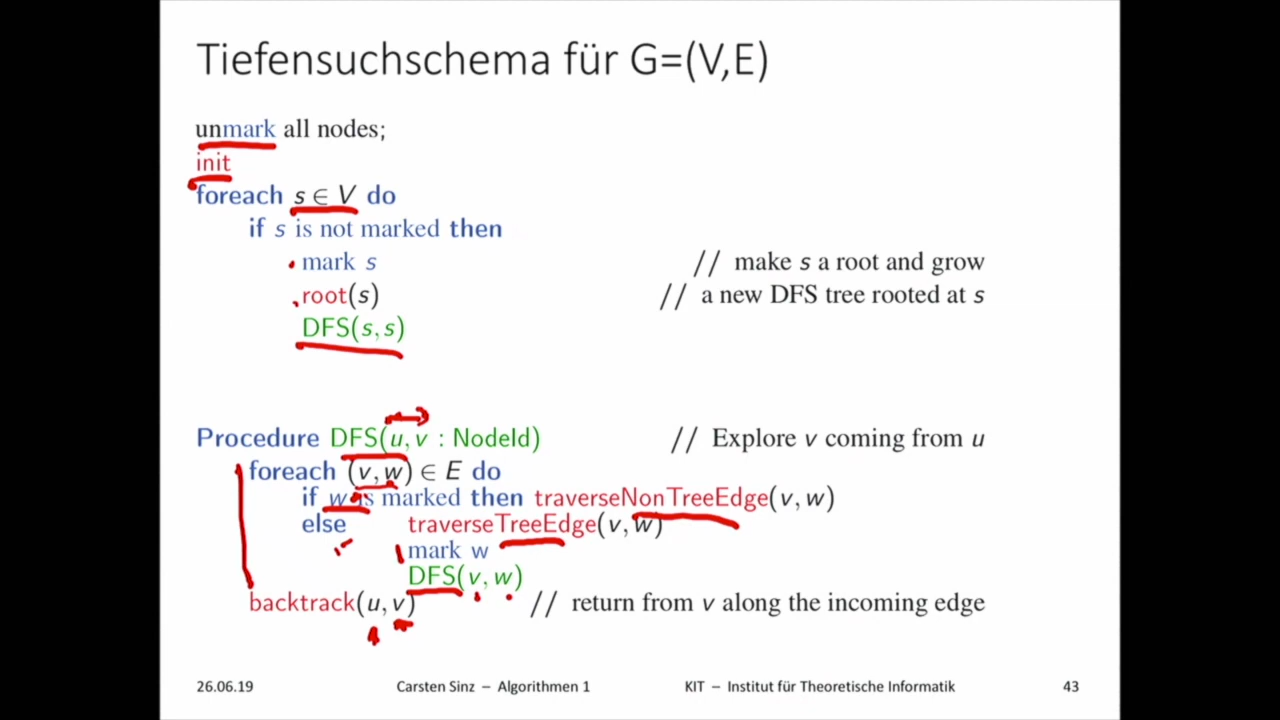 Tiefensuchschema für G=(V,E)
unmark all nodes;
init
foreach s ∈ V do
if s is not marked then
mark s // make s a root and grow
root(s) // a new DFS tree rooted at s
DFS(s,s)
Procedure DFS(u,v : NodeId) // Explore v coming from u
foreach (v,w) ∈ E do
if w is marked then traverseNonTreeEdge(v,w)
else traverseTreeEdge(v,w)
mark w
DFS(v,w)
backtrack(u,v) // return from v along the incoming edge
26.06.19 Carsten Sinz – Algorithmen 1 KIT – Institut für Theoretische Informatik 43